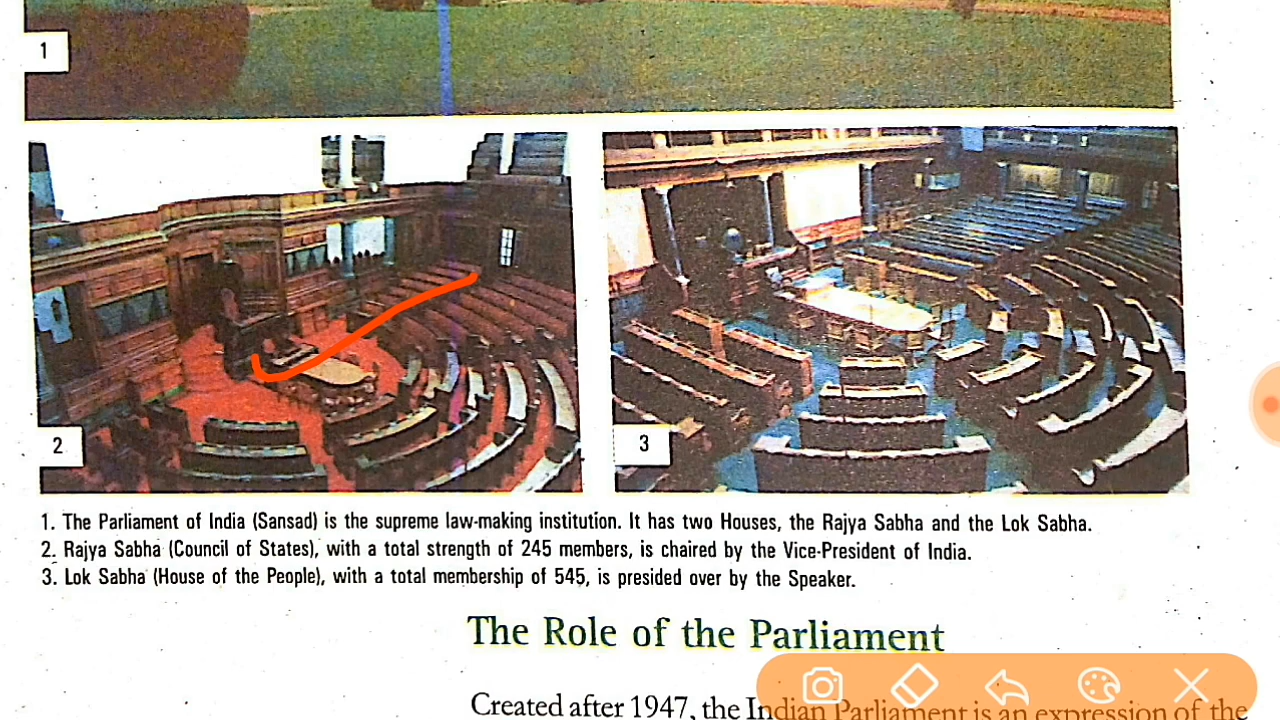 1
2
3
1. The Parliament of India (Sansad) is the supreme law-making institution. It has two Houses, the Rajya Sabha and the Lok Sabha.
2. Rajya Sabha (Council of States), with a total strength of 245 members, is chaired by the Vice-President of India.
3. Lok Sabha (House of the People), with a total membership of 545, is presided over by the Speaker.
The Role of the Parliament
Created after 1947, the Indian Parliament is an expression of the